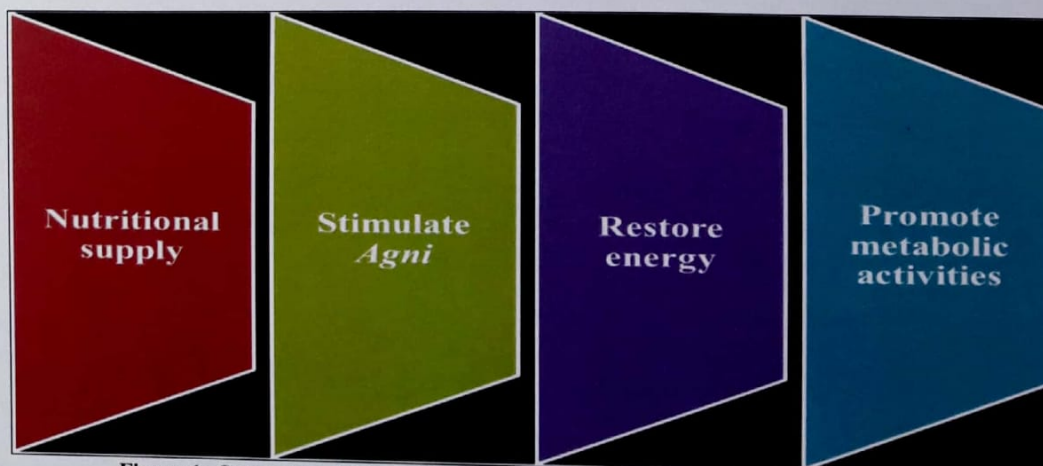 Nutritional
supply
Stimulate
Agni
Restore
energy
Promote
metabolic
activities